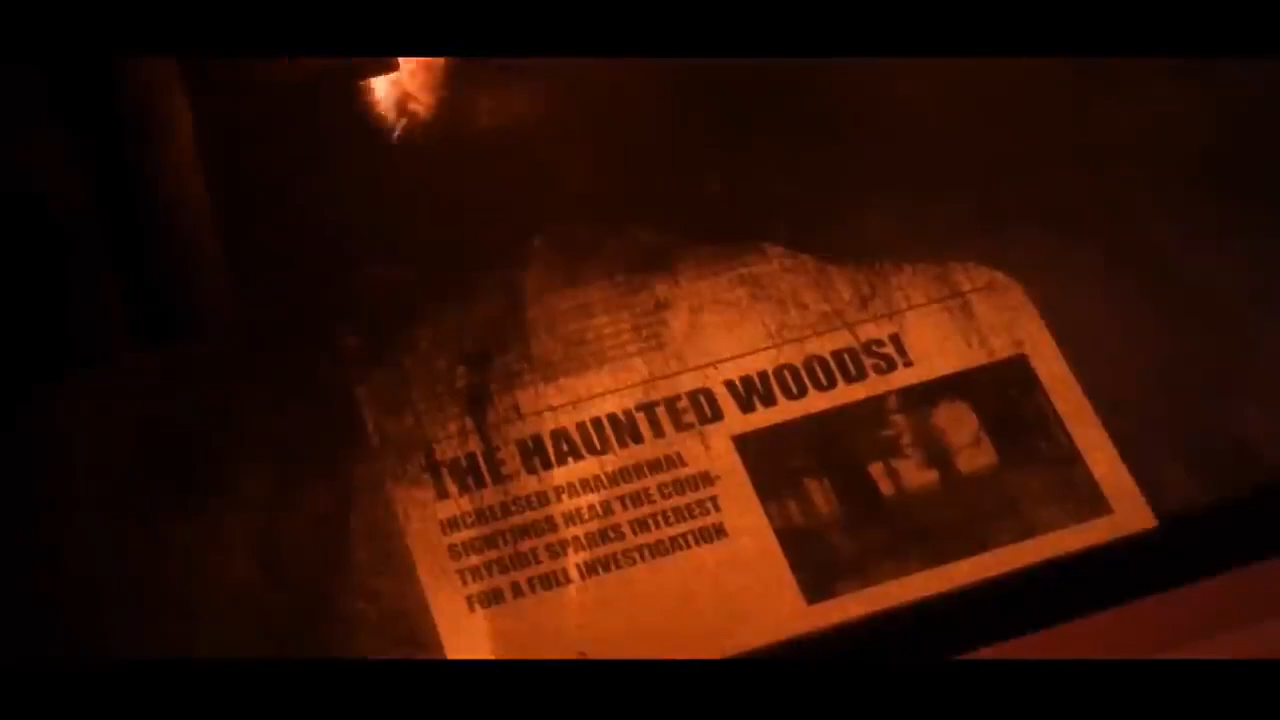 THE HAUNTED WOODS!
INCREASED PARANORMAL
SIGHTINGS NEAR THE COUN-
TRYSIDE SPARKS INTEREST
FOR A FULL INVESTIGATION